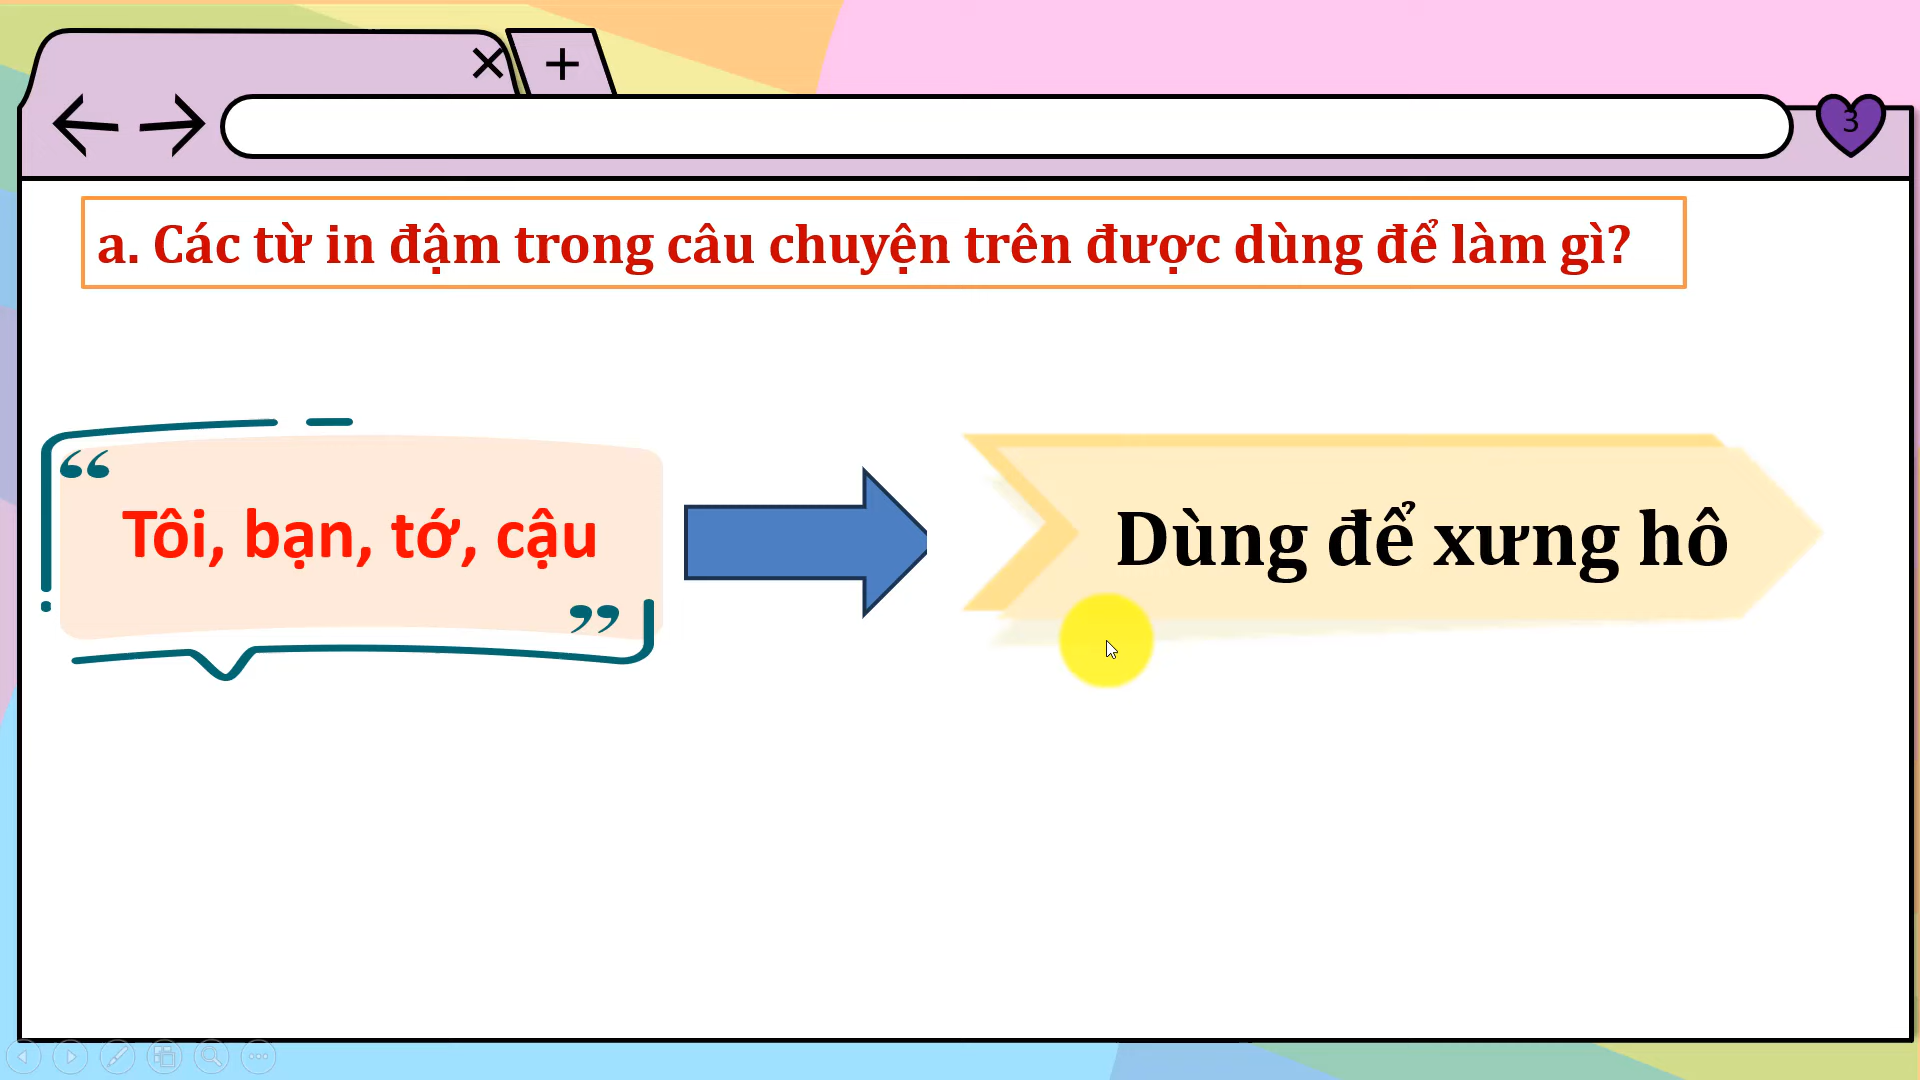 3
a. Các từ in đậm trong câu chuyện trên được dùng để làm gì?
“
Tôi, bạn, tớ, cậu
”
Dùng để xưng hô